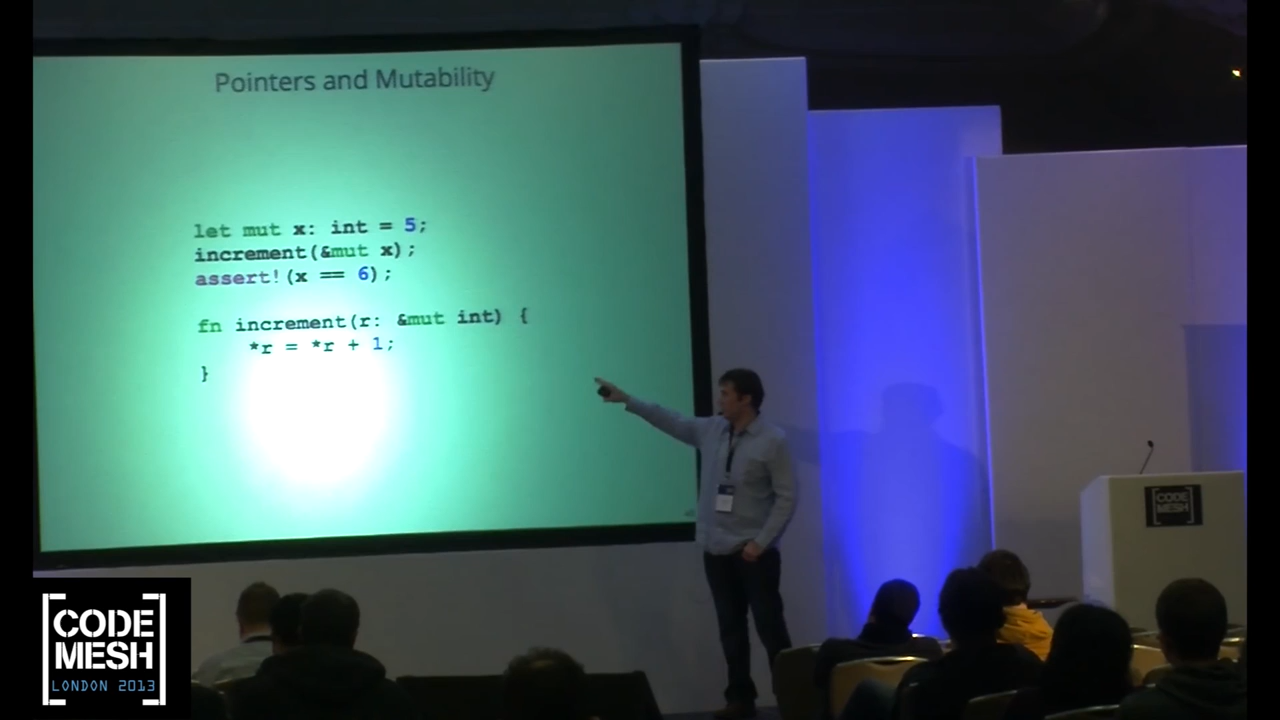 Pointers and Mutability
let mut x: int = 5;
increment(&mut x);
assert!(x == 6);
fn increment(r: &mut int) {
*r = *r + 1;
}
[CODE
MESH]
[CODE
MESH]
LONDON 2013